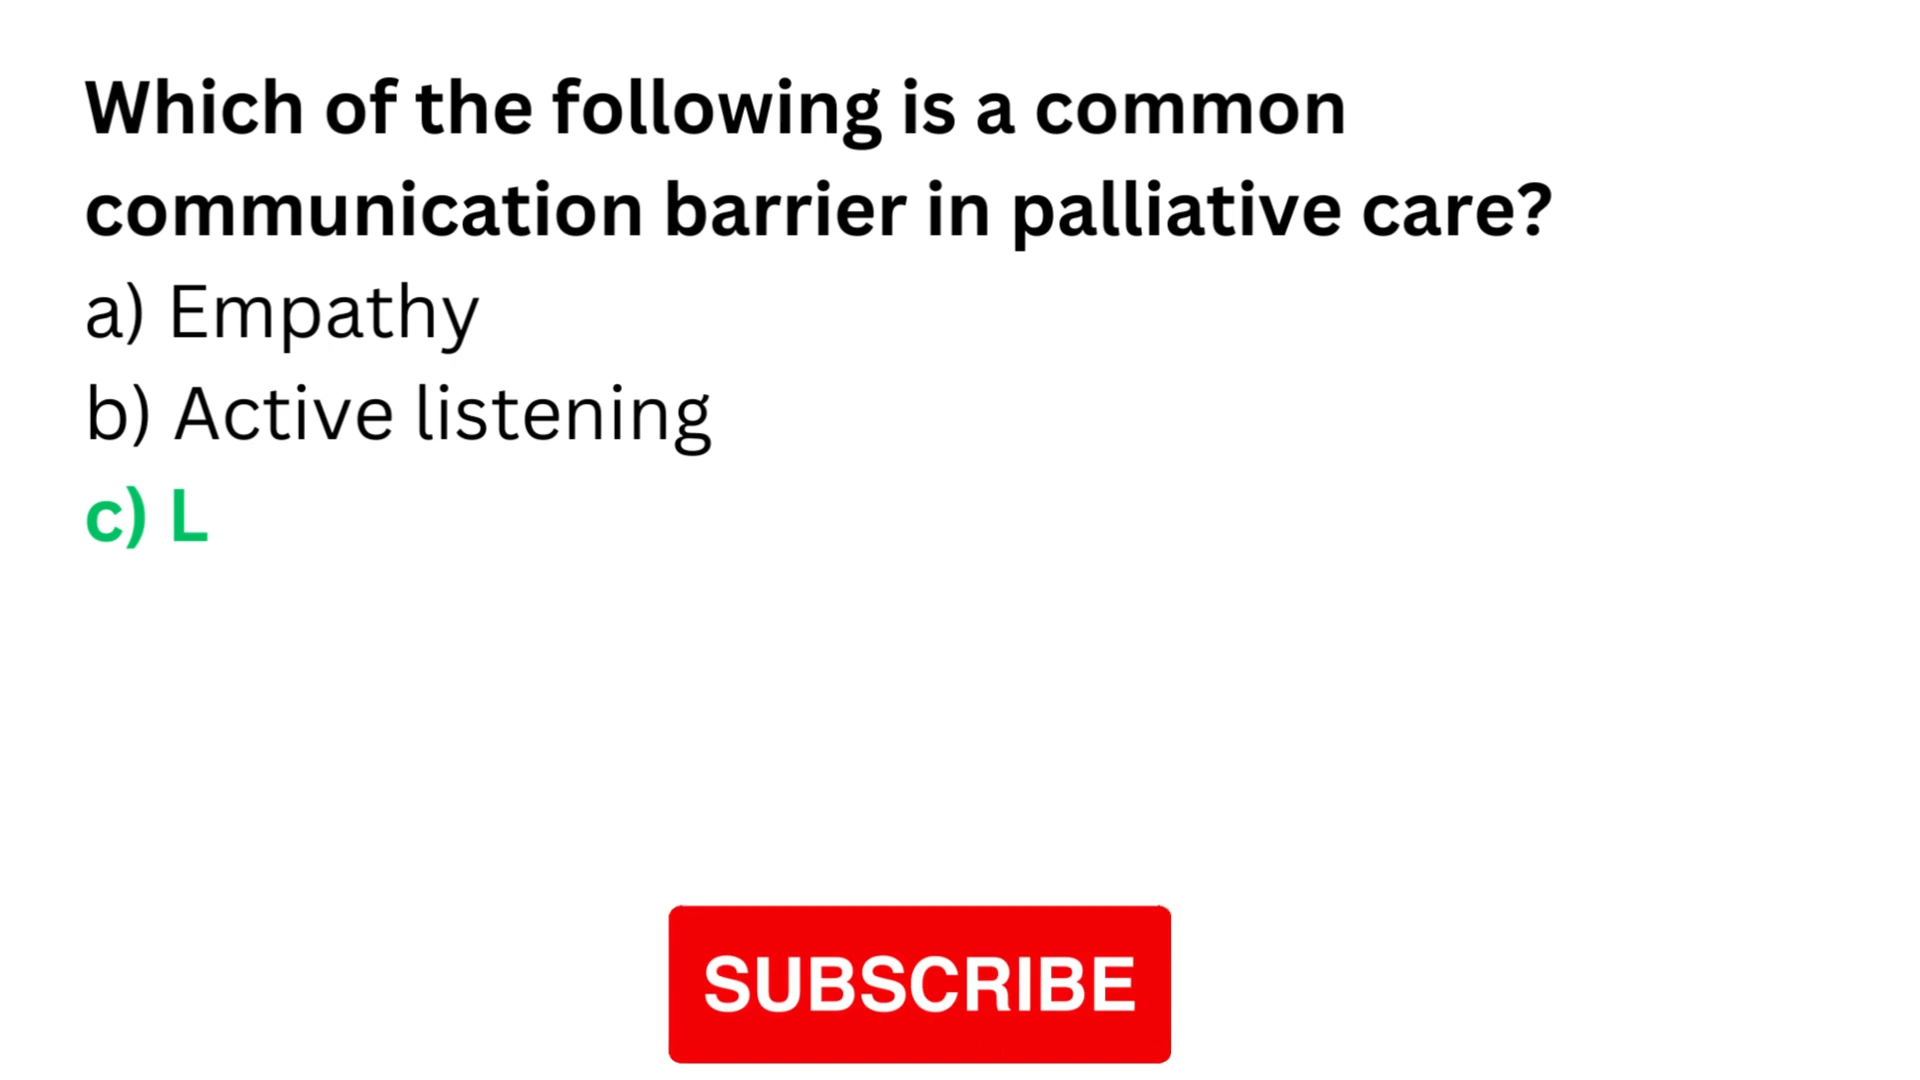 Which of the following is a common
communication barrier in palliative care?
a) Empathy
b) Active listening
c) L
SUBSCRIBE